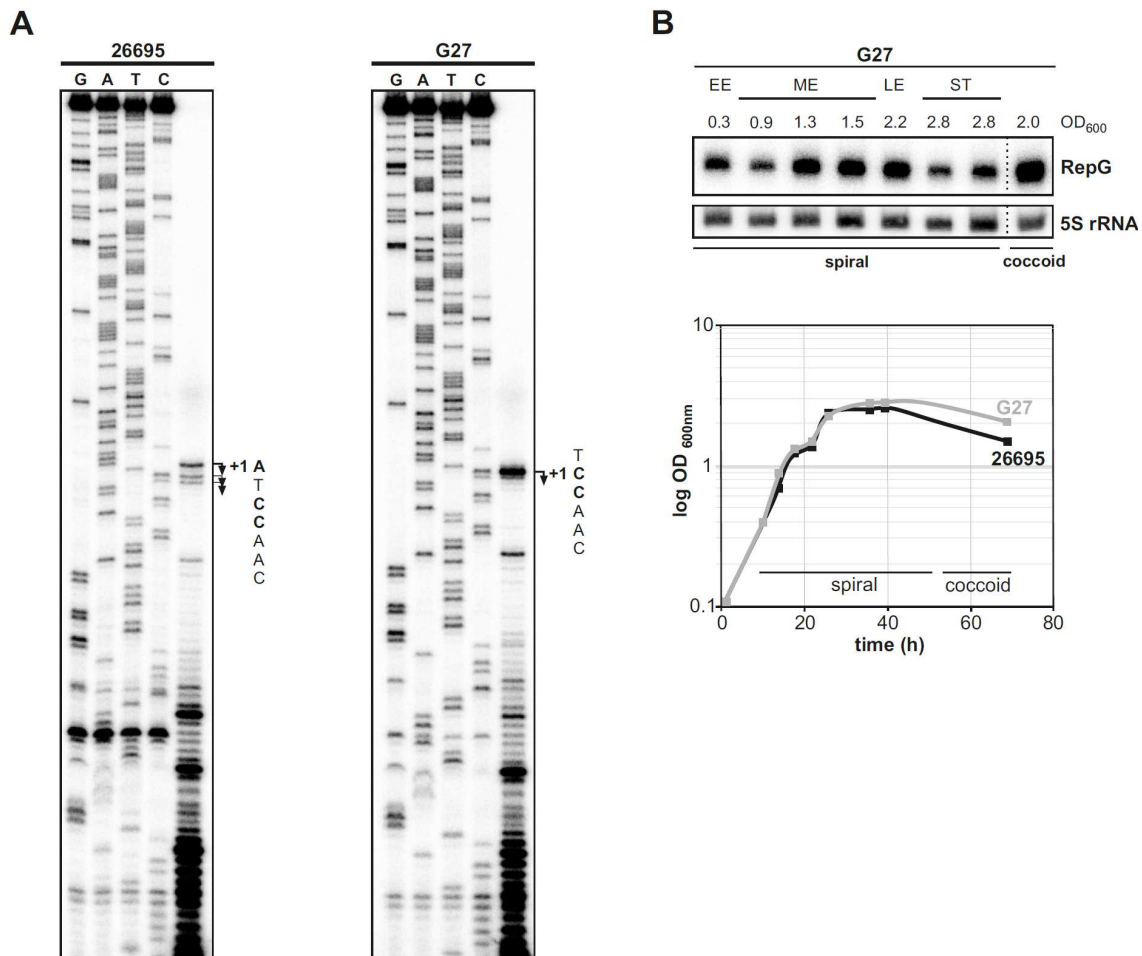 A
26695
G A T C
+1 A
T
C
C
A
A
C
G27
G A T C
T
+1 C
C
A
A
C
B
G27
EE ME LE ST
0.3 0.9 1.3 1.5 2.2 2.8 2.8 2.0 OD600
RepG
5S rRNA
spiral coccoid
10
1
0.1
log OD 600nm
G27
26695
spiral coccoid
0 20 40 60 80
time (h)